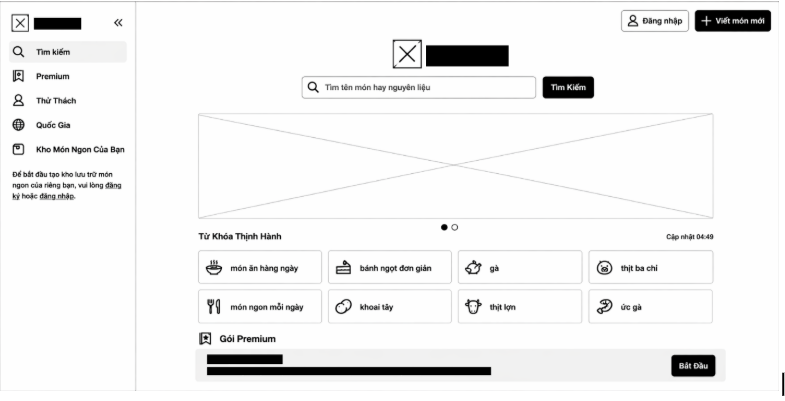 Đăng nhập
Viết món mới
Tìm kiếm
Premium
Thử Thách
Quốc Gia
Kho Món Ngon Của Bạn
Để bắt đầu tạo kho lưu trữ món
ngon của riêng bạn, vui lòng đăng
ký hoặc đăng nhập.
Tìm tên món hay nguyên liệu
Tìm Kiếm
Từ Khóa Thịnh Hành
Cập nhật 04:49
món ăn hàng ngày
bánh ngọt đơn giản
gà
thịt ba chỉ
món ngon mỗi ngày
khoai tây
thịt lợn
ức gà
Gói Premium
Bắt Đầu